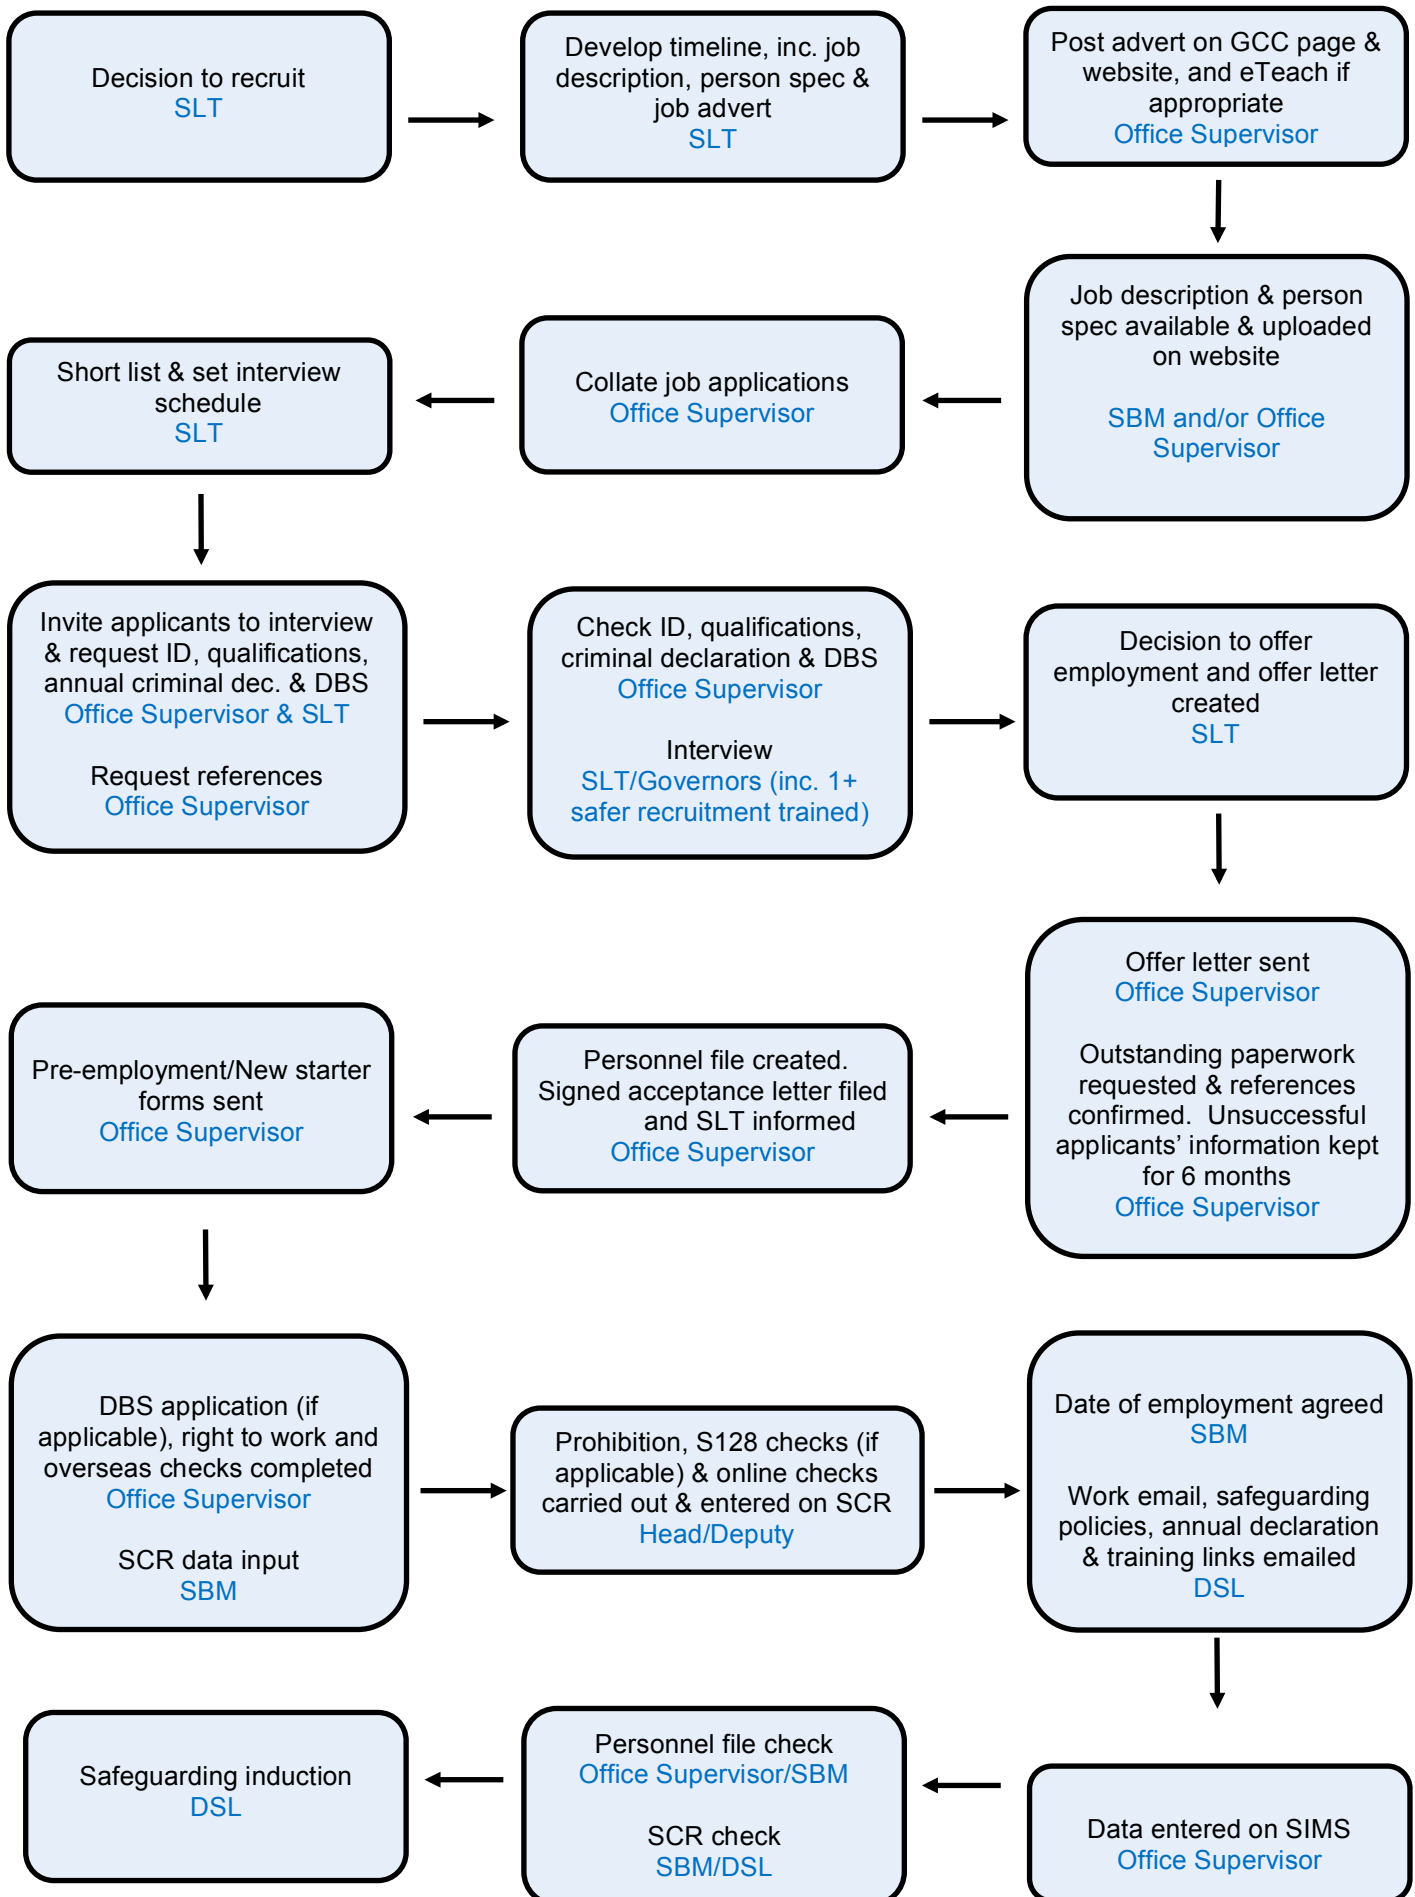 Decision to recruit
SLT
Develop timeline, inc. job
description, person spec &
job advert
SLT
Post advert on GCC page &
website, and eTeach if
appropriate
Office Supervisor
Job description & person
spec available & uploaded
on website
SBM and/or Office
Supervisor
Collate job applications
Office Supervisor
Short list & set interview
schedule
SLT
Invite applicants to interview
& request ID, qualifications,
annual criminal dec. & DBS
Office Supervisor & SLT
Request references
Office Supervisor
Check ID, qualifications,
criminal declaration & DBS
Office Supervisor
Interview
SLT/Governors (inc. 1+
safer recruitment trained)
Decision to offer
employment and offer letter
created
SLT
Offer letter sent
Office Supervisor
Outstanding paperwork
requested & references
confirmed.  Unsuccessful
applicants’ information kept
for 6 months
Office Supervisor
Personnel file created.
Signed acceptance letter filed
and SLT informed
Office Supervisor
Pre-employment/New starter
forms sent
Office Supervisor
DBS application (if
applicable), right to work and
overseas checks completed
Office Supervisor
SCR data input
SBM
Prohibition, S128 checks (if
applicable) & online checks
carried out & entered on SCR
Head/Deputy
Date of employment agreed
SBM
Work email, safeguarding
policies, annual declaration
& training links emailed
DSL
Data entered on SIMS
Office Supervisor
Personnel file check
Office Supervisor/SBM
SCR check
SBM/DSL
Safeguarding induction
DSL